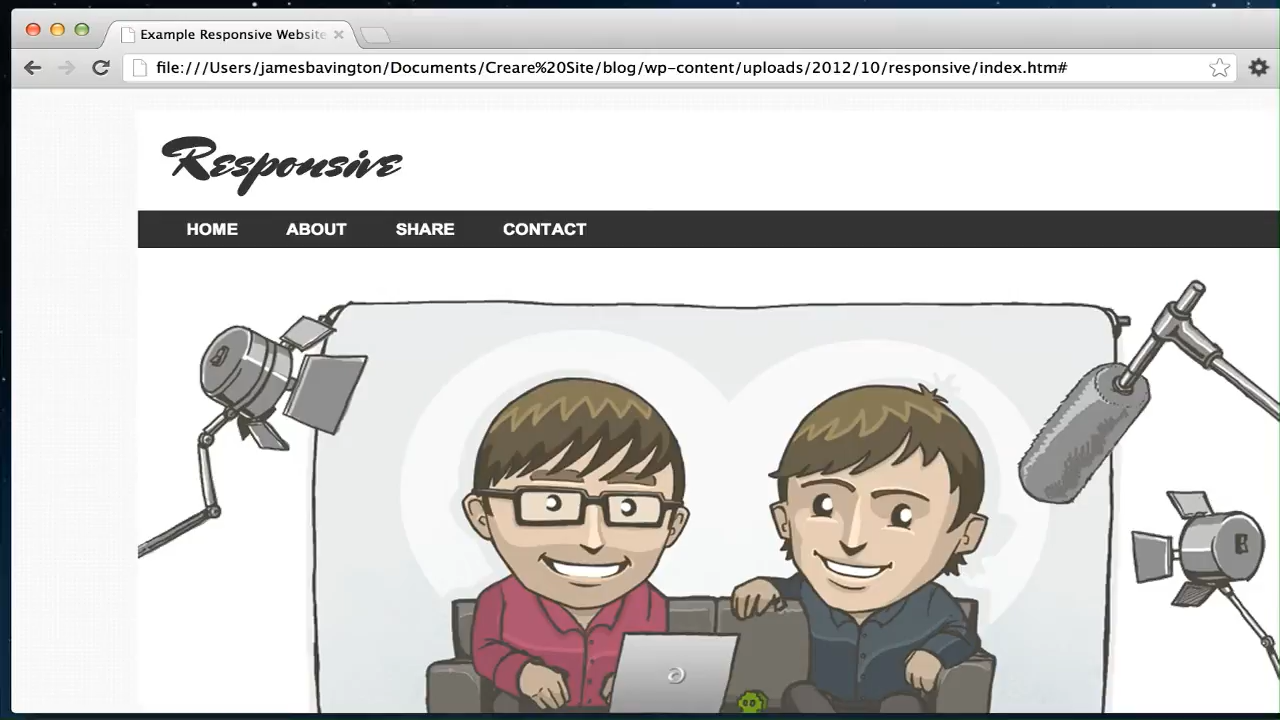 Example Responsive Website
file:///Users/jamesbavington/Documents/Creare%20Site/blog/wp-content/uploads/2012/10/responsive/index.htm#
Responsive
HOME ABOUT SHARE CONTACT